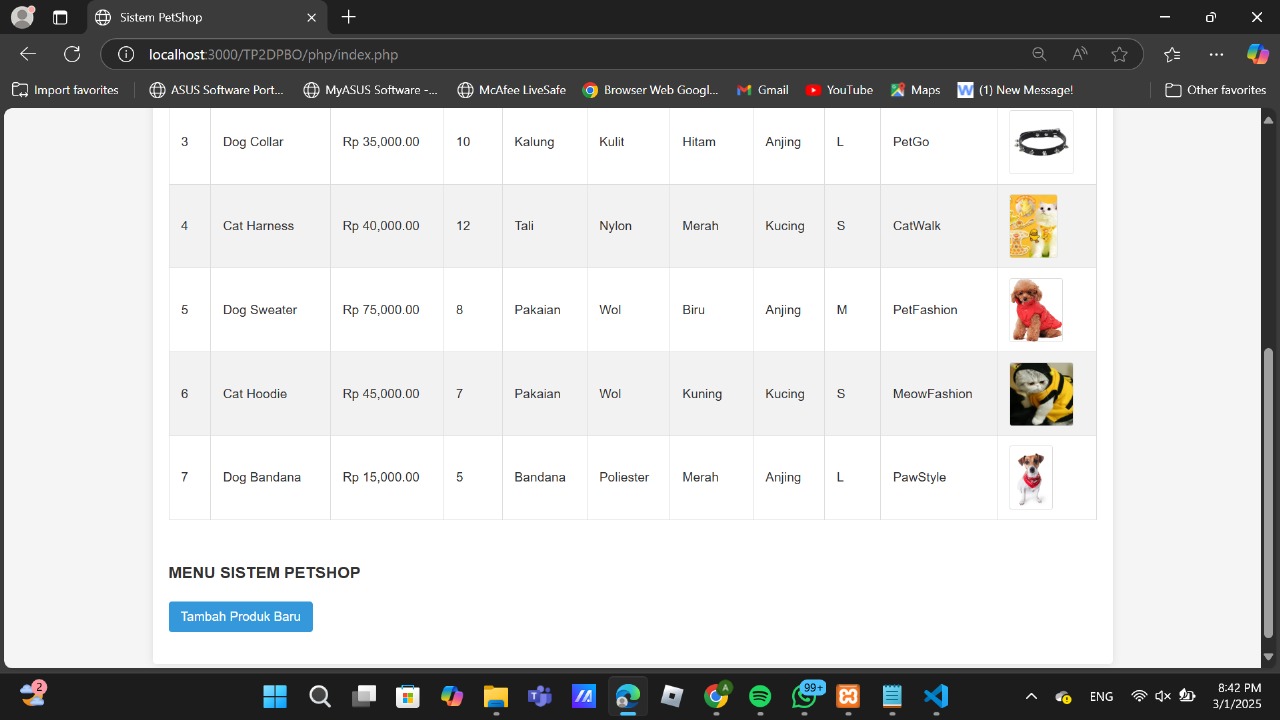 Sistem PetShop
localhost:3000/TP2DPBO/php/index.php
Import favorites
ASUS Software Port...
MyASUS Software -...
McAfee LiveSafe
Browser Web Googl...
Gmail
YouTube
Maps
(1) New Message!
Other favorites
3 Dog Collar Rp 35,000.00 10 Kalung Kulit Hitam Anjing L PetGo
4 Cat Harness Rp 40,000.00 12 Tali Nylon Merah Kucing S CatWalk
5 Dog Sweater Rp 75,000.00 8 Pakaian Wol Biru Anjing M PetFashion
6 Cat Hoodie Rp 45,000.00 7 Pakaian Wol Kuning Kucing S MeowFashion
7 Dog Bandana Rp 15,000.00 5 Bandana Poliester Merah Anjing L PawStyle
MENU SISTEM PETSHOP
Tambah Produk Baru
2
A
99+
ENG
8:42 PM
3/1/2025